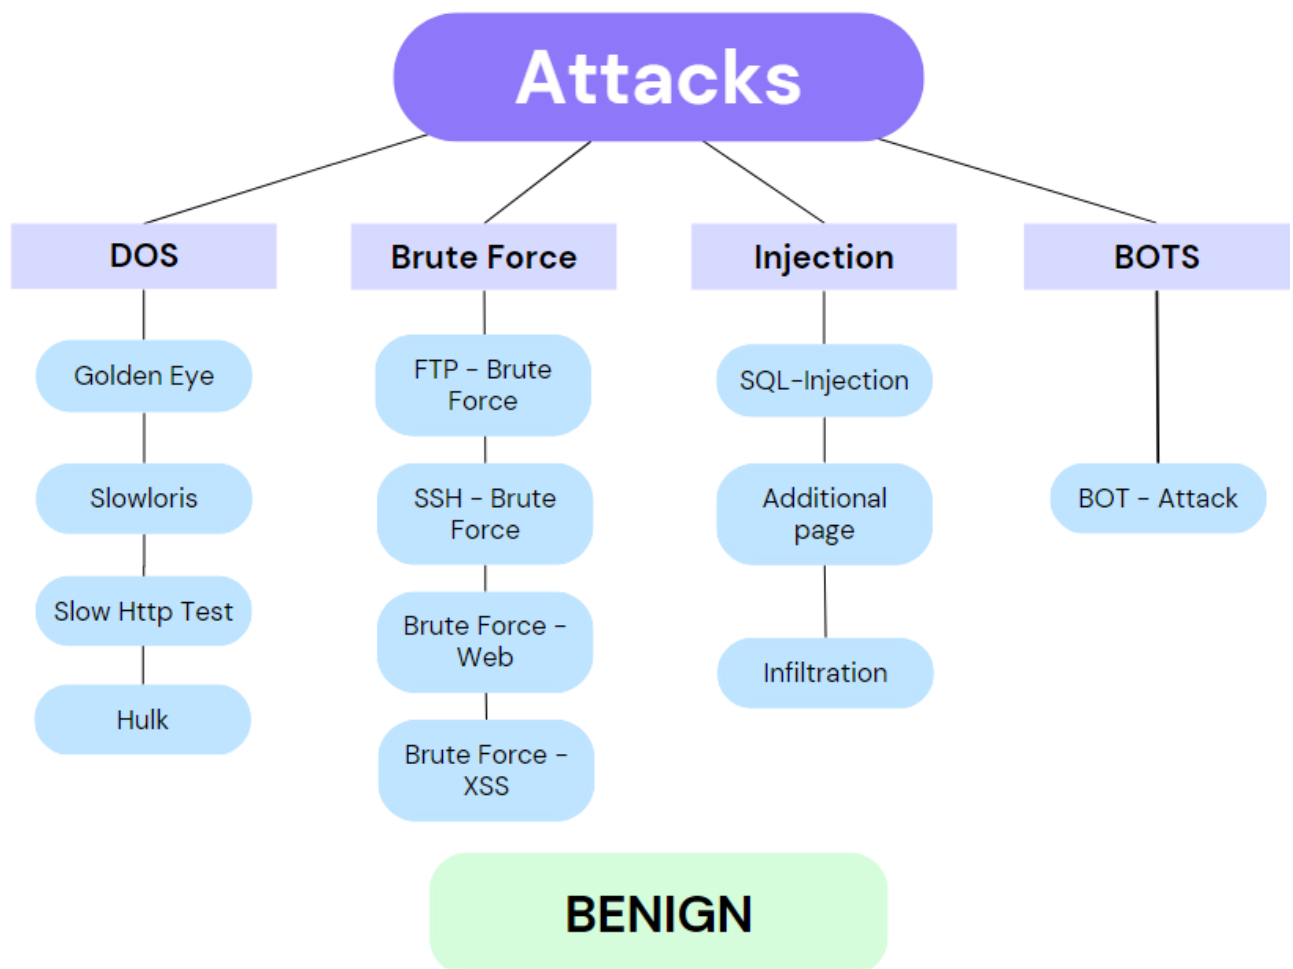 Attacks
DOS
Brute Force
Injection
BOTS
Golden Eye
Slowloris
Slow Http Test
Hulk
FTP - Brute
Force
SSH - Brute
Force
Brute Force -
Web
Brute Force -
XSS
SQL-Injection
Additional
page
Infiltration
BOT - Attack
BENIGN